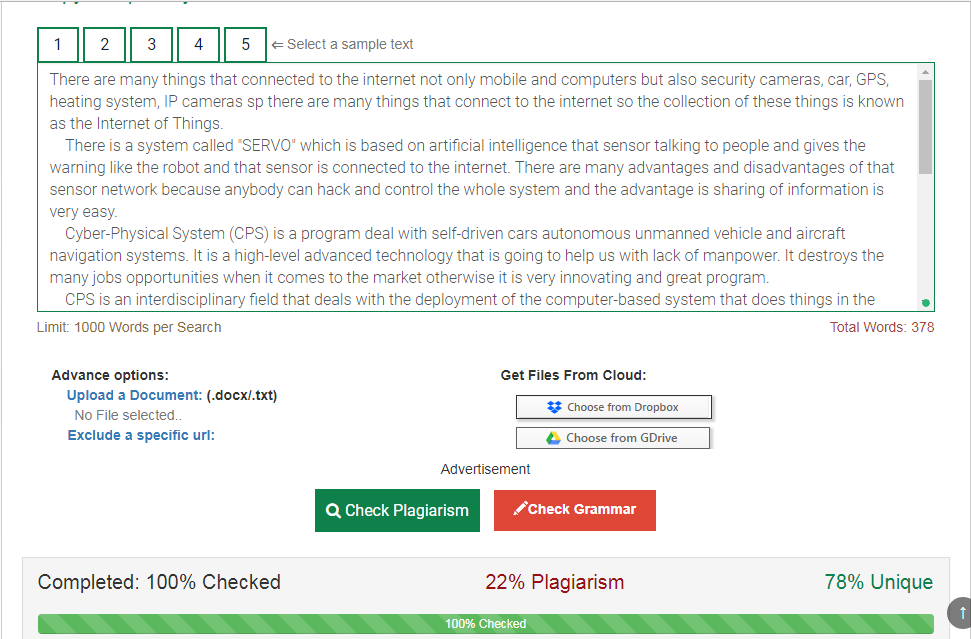 1 2 3 4 5 ⇐ Select a sample text
There are many things that connected to the internet not only mobile and computers but also security cameras, car, GPS,
heating system, IP cameras sp there are many things that connect to the internet so the collection of these things is known
as the Internet of Things.
There is a system called "SERVO" which is based on artificial intelligence that sensor talking to people and gives the
warning like the robot and that sensor is connected to the internet. There are many advantages and disadvantages of that
sensor network because anybody can hack and control the whole system and the advantage is sharing of information is
very easy.
Cyber-Physical System (CPS) is a program deal with self-driven cars autonomous unmanned vehicle and aircraft
navigation systems. It is a high-level advanced technology that is going to help us with lack of manpower. It destroys the
many jobs opportunities when it comes to the market otherwise it is very innovating and great program.
CPS is an interdisciplinary field that deals with the deployment of the computer-based system that does things in the
Limit: 1000 Words per Search Total Words: 378
Advance options: Get Files From Cloud:
Upload a Document: (.docx/.txt)
No File selected.. Choose from Dropbox
Exclude a specific url: Choose from GDrive
Advertisement
Check Plagiarism Check Grammar
Completed: 100% Checked 22% Plagiarism 78% Unique
100% Checked